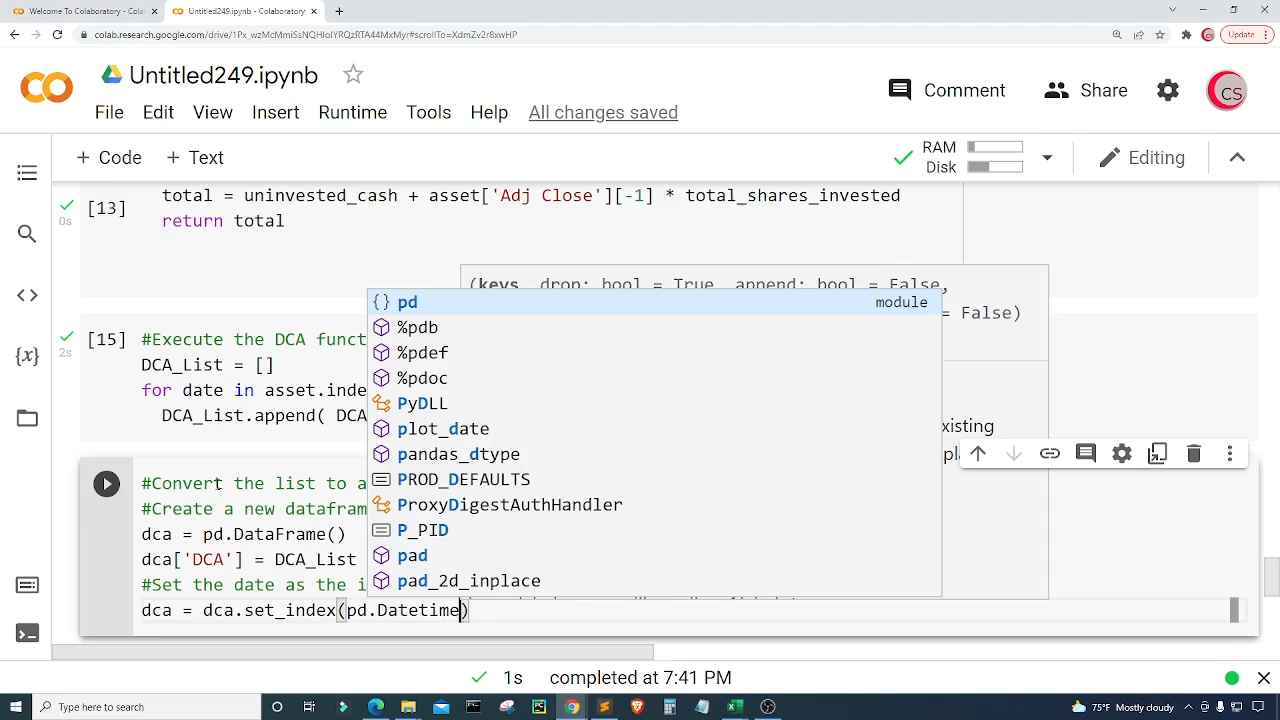 Welcome To Colaboratory - Colab
Untitled249.ipynb - Colaboratory
colab.research.google.com/drive/1Px_wzMcMmiSsNQHIoIYRQzRTA44MxMyr#scrollTo=XdmZv2r8xwHP
Update
Untitled249.ipynb
Comment
Share
CS
File Edit View Insert Runtime Tools Help All changes saved
+ Code + Text
RAM
Disk
Editing
[13]
0s
total = uninvested_cash + asset['Adj Close'][-1] * total_shares_invested
return total
(keys, drop: bool = True, append: bool = False,
= False)
pd module
%pdb
%pdef
%pdoc
PyDLL
plot_date
pandas_dtype
PROD_DEFAULTS
ProxyDigestAuthHandler
P_PID
pad
pad_2d_inplace
xisting
[15]
2s
#Execute the DCA funct
DCA_List = []
for date in asset.inde
DCA_List.append( DCA
{x}
#Convert the list to a
#Create a new datafram
dca = pd.DataFrame()
dca['DCA'] = DCA_List
#Set the date as the i
dca = dca.set_index(pd.Datetime)
1s completed at 7:41 PM
Type here to search
73°F Mostly cloudy